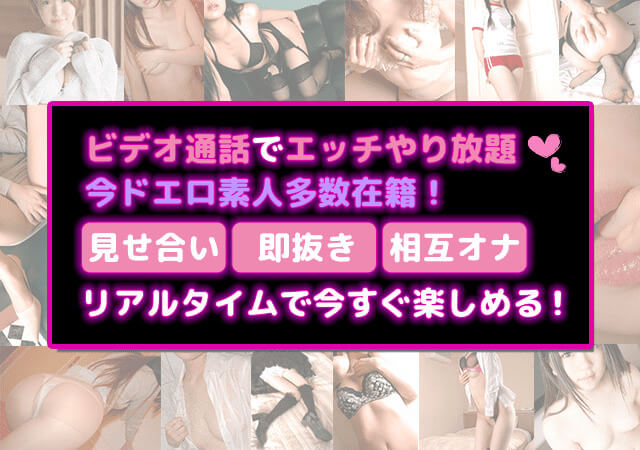 ビデオ通話でエッチやり放題
今ドエロ素人多数在籍！
見せ合い 即抜き 相互オナ
リアルタイムで今すぐ楽しめる！